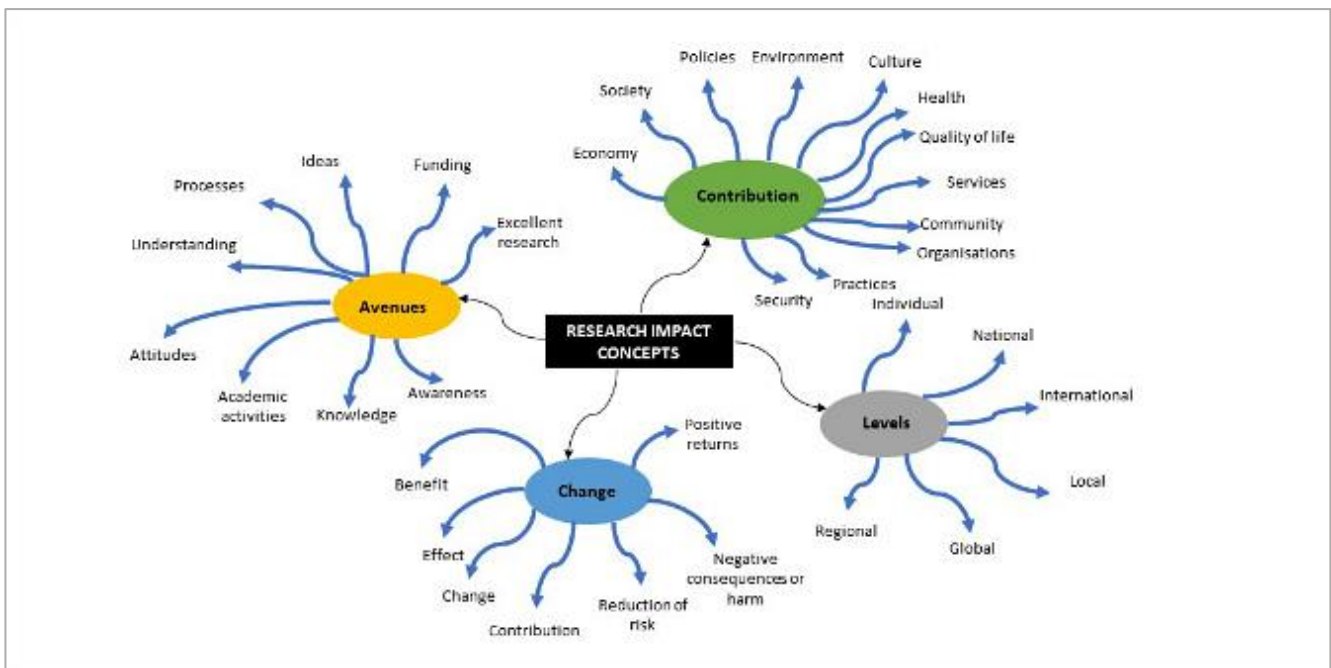 RESEARCH IMPACT
CONCEPTS
Avenues
Ideas
Funding
Processes
Excellent
research
Understanding
Attitudes
Academic
activities
Knowledge
Awareness
Contribution
Policies
Environment
Culture
Society
Health
Quality of life
Economy
Services
Community
Organisations
Practices
Security
Levels
Individual
National
International
Local
Global
Regional
Change
Positive
returns
Benefit
Effect
Change
Contribution
Reduction of
risk
Negative
consequences or
harm